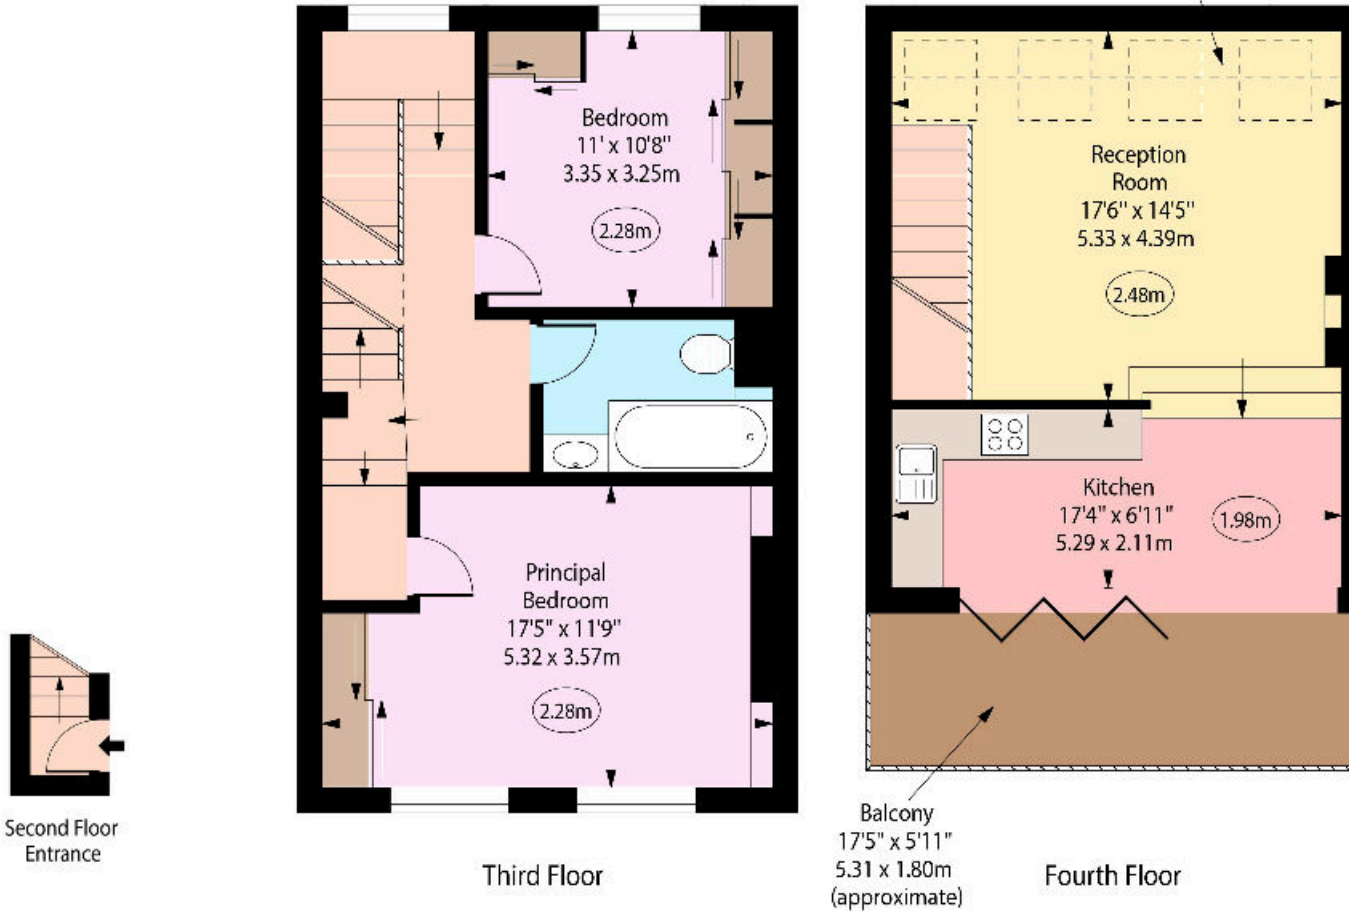 Bedroom
11' x 10'8"
3.35 x 3.25m
2.28m
Reception
Room
17'6" x 14'5"
5.33 x 4.39m
2.48m
Kitchen
17'4" x 6'11"
5.29 x 2.11m
1.98m
Principal
Bedroom
17'5" x 11'9"
5.32 x 3.57m
2.28m
Second Floor
Entrance
Third Floor
Balcony
17'5" x 5'11"
5.31 x 1.80m
(approximate)
Fourth Floor